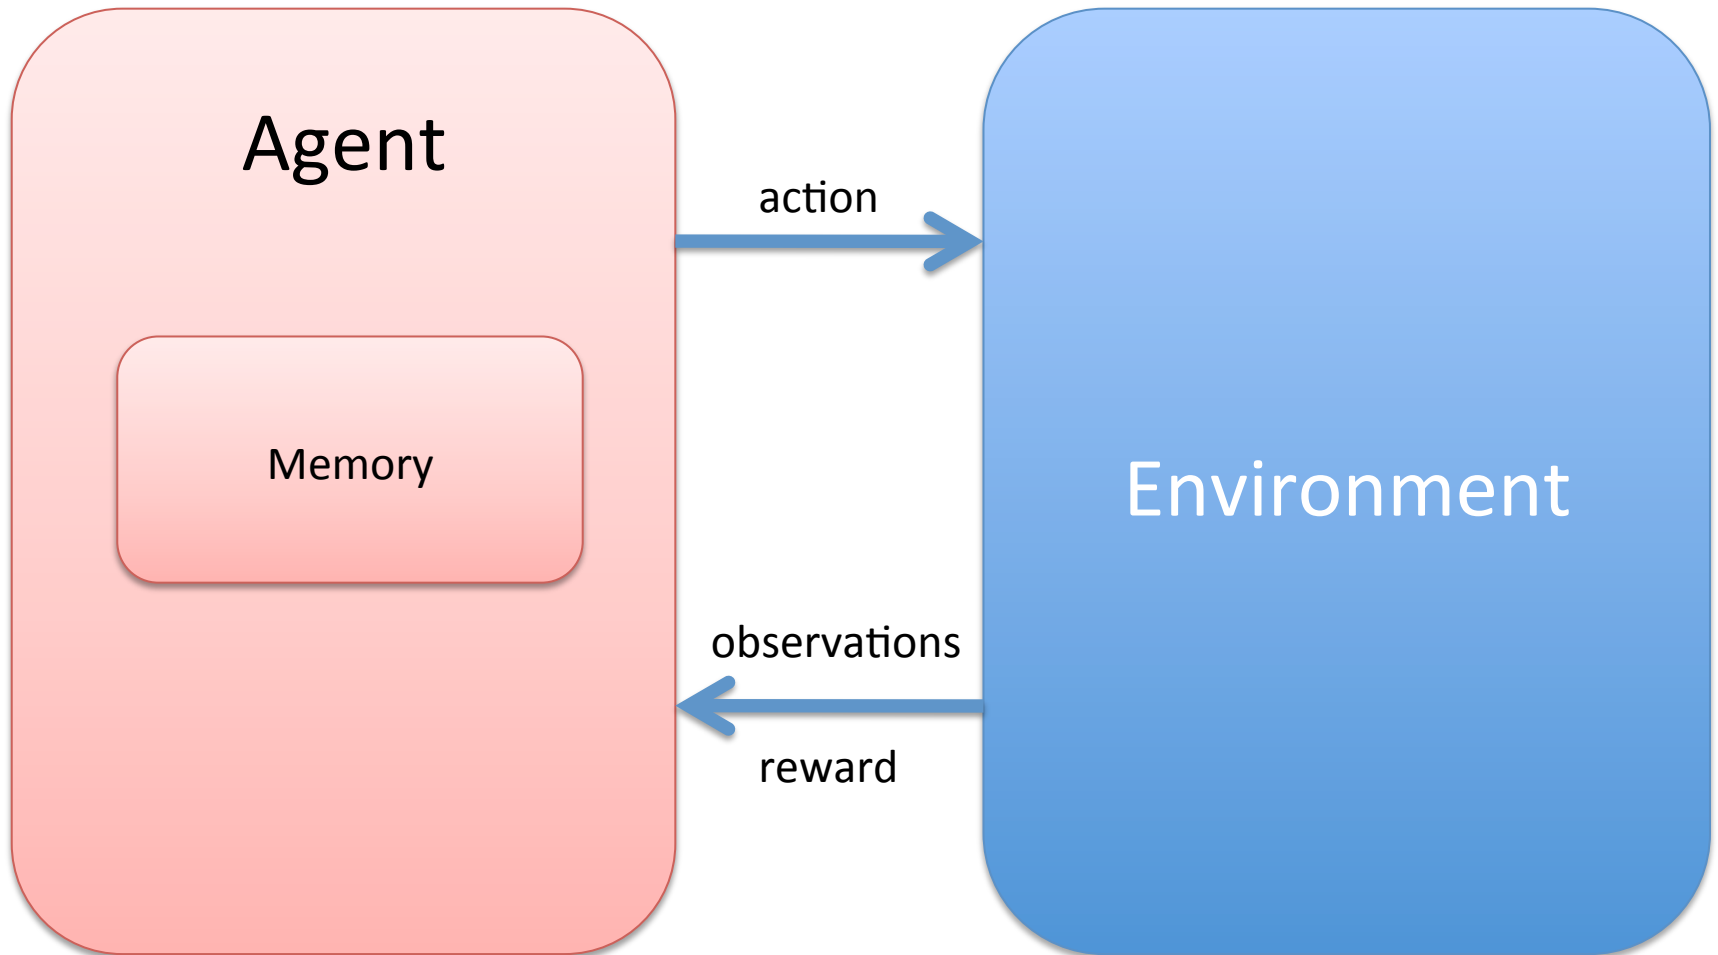 Agent
action
Memory
Environment
observations
reward